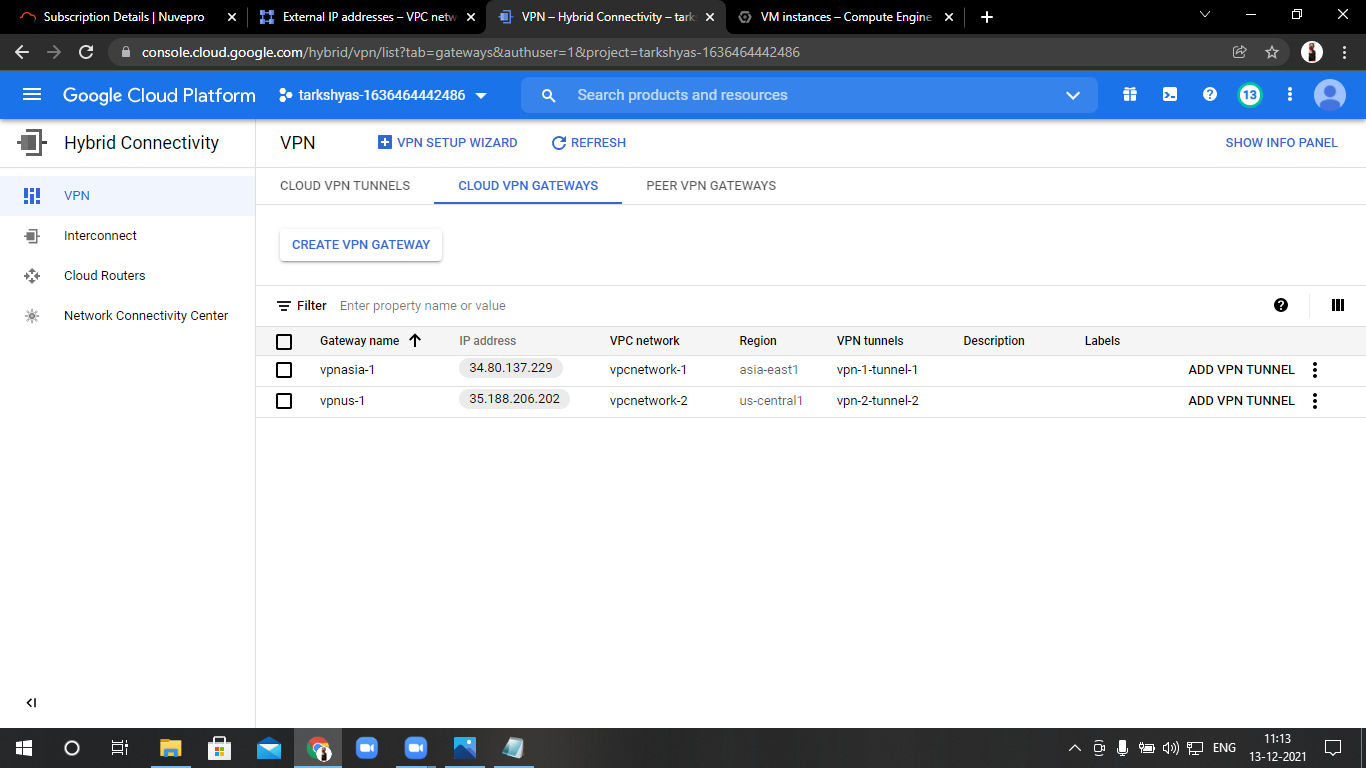 Subscription Details | Nuvepro
External IP addresses – VPC netw
VPN – Hybrid Connectivity – tark
VM instances – Compute Engine
console.cloud.google.com/hybrid/vpn/list?tab=gateways&authuser=1&project=tarkshyas-1636464442486
Google Cloud Platform
tarkshyas-1636464442486
Search products and resources
13
Hybrid Connectivity
VPN
VPN SETUP WIZARD
REFRESH
SHOW INFO PANEL
VPN
Interconnect
Cloud Routers
Network Connectivity Center
CLOUD VPN TUNNELS
CLOUD VPN GATEWAYS
PEER VPN GATEWAYS
CREATE VPN GATEWAY
Filter Enter property name or value
Gateway name IP address VPC network Region VPN tunnels Description Labels
vpnasia-1 34.80.137.229 vpcnetwork-1 asia-east1 vpn-1-tunnel-1 ADD VPN TUNNEL
vpnus-1 35.188.206.202 vpcnetwork-2 us-central1 vpn-2-tunnel-2 ADD VPN TUNNEL
ENG
11:13
13-12-2021